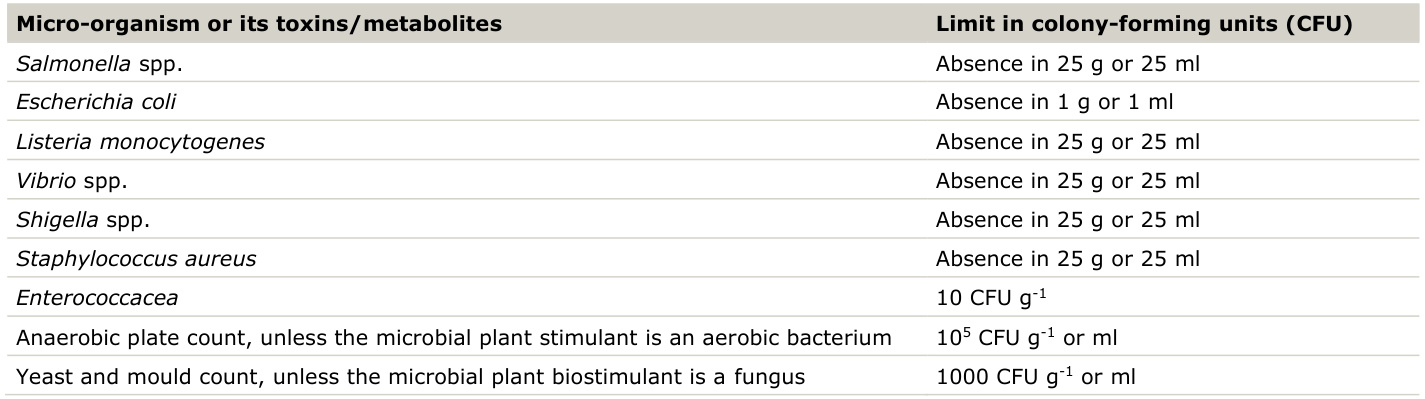 Micro-organism or its toxins/metabolites Limit in colony-forming units (CFU)
Salmonella spp. Absence in 25 g or 25 ml
Escherichia coli Absence in 1 g or 1 ml
Listeria monocytogenes Absence in 25 g or 25 ml
Vibrio spp. Absence in 25 g or 25 ml
Shigella spp. Absence in 25 g or 25 ml
Staphylococcus aureus Absence in 25 g or 25 ml
Enterococcacea 10 CFU g⁻¹
Anaerobic plate count, unless the microbial plant stimulant is an aerobic bacterium 10⁵ CFU g⁻¹ or ml
Yeast and mould count, unless the microbial plant biostimulant is a fungus 1000 CFU g⁻¹ or ml